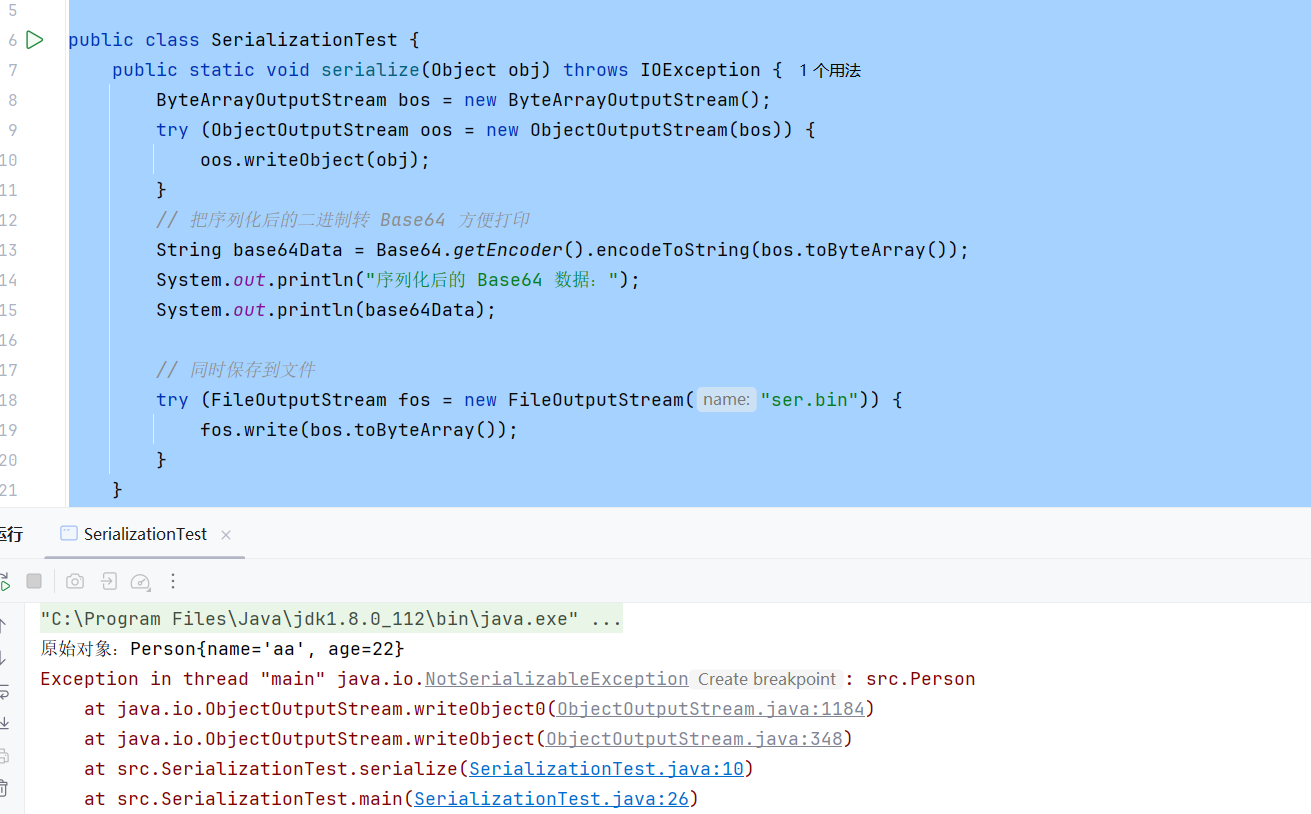 5
6 public class SerializationTest {
7 public static void serialize(Object obj) throws IOException { 1 个用法
8 ByteArrayOutputStream bos = new ByteArrayOutputStream();
9 try (ObjectOutputStream oos = new ObjectOutputStream(bos)) {
10 oos.writeObject(obj);
11 }
12 // 把序列化后的二进制转 Base64 方便打印
13 String base64Data = Base64.getEncoder().encodeToString(bos.toByteArray());
14 System.out.println("序列化后的 Base64 数据：");
15 System.out.println(base64Data);
16
17 // 同时保存到文件
18 try (FileOutputStream fos = new FileOutputStream( name: "ser.bin")) {
19 fos.write(bos.toByteArray());
20 }
21 }
运行 SerializationTest ×
"C:\Program Files\Java\jdk1.8.0_112\bin\java.exe" ...
原始对象：Person{name='aa', age=22}
Exception in thread "main" java.io.NotSerializableException Create breakpoint : src.Person
at java.io.ObjectOutputStream.writeObject0(ObjectOutputStream.java:1184)
at java.io.ObjectOutputStream.writeObject(ObjectOutputStream.java:348)
at src.SerializationTest.serialize(SerializationTest.java:10)
at src.SerializationTest.main(SerializationTest.java:26)